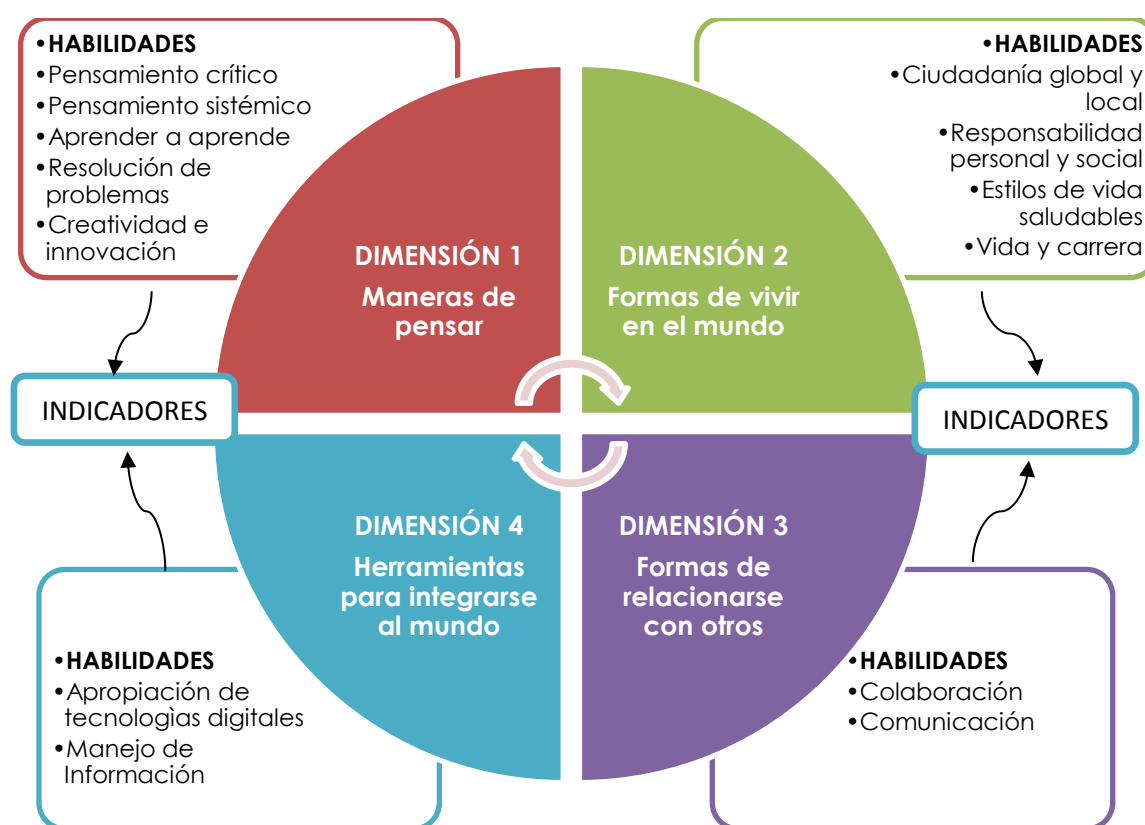 •HABILIDADES
•Pensamiento crítico
•Pensamiento sistémico
•Aprender a aprende
•Resolución de
problemas
•Creatividad e
innovación
•HABILIDADES
•Ciudadanía global y
local
•Responsabilidad
personal y social
•Estilos de vida
saludables
•Vida y carrera
DIMENSIÓN 1
Maneras de
pensar
DIMENSIÓN 2
Formas de vivir
en el mundo
INDICADORES
INDICADORES
DIMENSIÓN 4
Herramientas
para integrarse
al mundo
DIMENSIÓN 3
Formas de
relacionarse
con otros
•HABILIDADES
•Apropiación de
tecnologìas digitales
•Manejo de
Información
•HABILIDADES
•Colaboración
•Comunicación